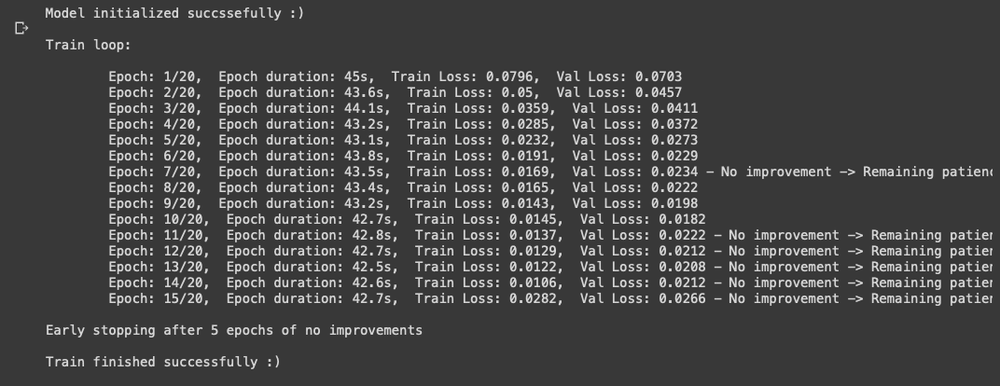 Model initialized succssefully :)
Train loop:
Epoch: 1/20, Epoch duration: 45s, Train Loss: 0.0796, Val Loss: 0.0703
Epoch: 2/20, Epoch duration: 43.6s, Train Loss: 0.05, Val Loss: 0.0457
Epoch: 3/20, Epoch duration: 44.1s, Train Loss: 0.0359, Val Loss: 0.0411
Epoch: 4/20, Epoch duration: 43.2s, Train Loss: 0.0285, Val Loss: 0.0372
Epoch: 5/20, Epoch duration: 43.1s, Train Loss: 0.0232, Val Loss: 0.0273
Epoch: 6/20, Epoch duration: 43.8s, Train Loss: 0.0191, Val Loss: 0.0229
Epoch: 7/20, Epoch duration: 43.5s, Train Loss: 0.0169, Val Loss: 0.0234 – No improvement –> Remaining patienc
Epoch: 8/20, Epoch duration: 43.4s, Train Loss: 0.0165, Val Loss: 0.0222
Epoch: 9/20, Epoch duration: 43.2s, Train Loss: 0.0143, Val Loss: 0.0198
Epoch: 10/20, Epoch duration: 42.7s, Train Loss: 0.0145, Val Loss: 0.0182
Epoch: 11/20, Epoch duration: 42.8s, Train Loss: 0.0137, Val Loss: 0.0222 – No improvement –> Remaining patien
Epoch: 12/20, Epoch duration: 42.7s, Train Loss: 0.0129, Val Loss: 0.0212 – No improvement –> Remaining patien
Epoch: 13/20, Epoch duration: 42.5s, Train Loss: 0.0122, Val Loss: 0.0208 – No improvement –> Remaining patien
Epoch: 14/20, Epoch duration: 42.6s, Train Loss: 0.0106, Val Loss: 0.0212 – No improvement –> Remaining patien
Epoch: 15/20, Epoch duration: 42.7s, Train Loss: 0.0282, Val Loss: 0.0266 – No improvement –> Remaining patien
Early stopping after 5 epochs of no improvements
Train finished successfully :)